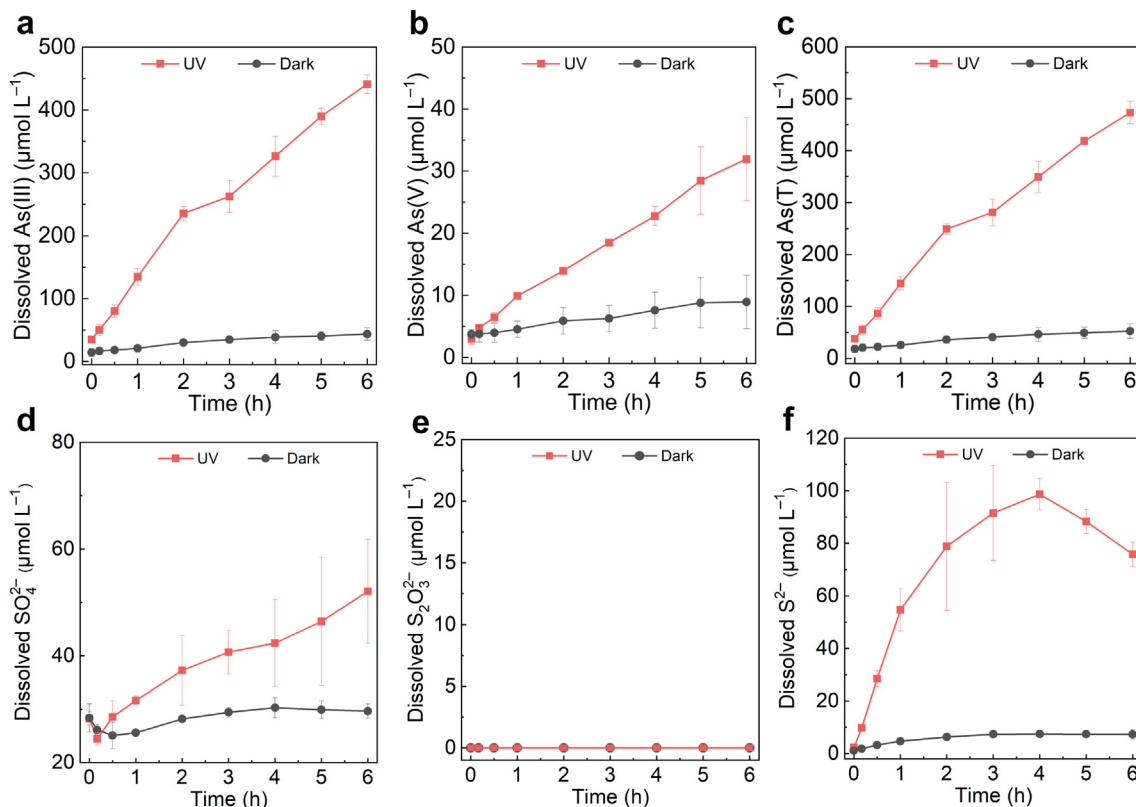 a
UV Dark
Dissolved As(III) (µmol L⁻¹)
500
400
300
200
100
0
0 1 2 3 4 5 6
Time (h)
b
UV Dark
Dissolved As(V) (µmol L⁻¹)
50
40
30
20
10
0
0 1 2 3 4 5 6
Time (h)
c
UV Dark
Dissolved As(T) (µmol L⁻¹)
600
500
400
300
200
100
0
0 1 2 3 4 5 6
Time (h)
d
UV Dark
Dissolved SO₄²⁻ (µmol L⁻¹)
80
60
40
20
0 1 2 3 4 5 6
Time (h)
e
UV Dark
Dissolved S₂O₃²⁻ (µmol L⁻¹)
25
20
15
10
5
0
0 1 2 3 4 5 6
Time (h)
f
UV Dark
Dissolved S²⁻ (µmol L⁻¹)
120
100
80
60
40
20
0
0 1 2 3 4 5 6
Time (h)